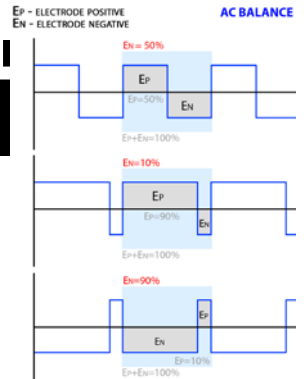 EP - ELECTRODE POSITIVE
EN - ELECTRODE NEGATIVE
AC BALANCE
EN = 50%
EP
EP=50%
EN
EP+EN=100%
EN=10%
EP
EP=90%
EN
EP+EN=100%
EN=90%
EP
EN
EP=10%
EP+EN=100%